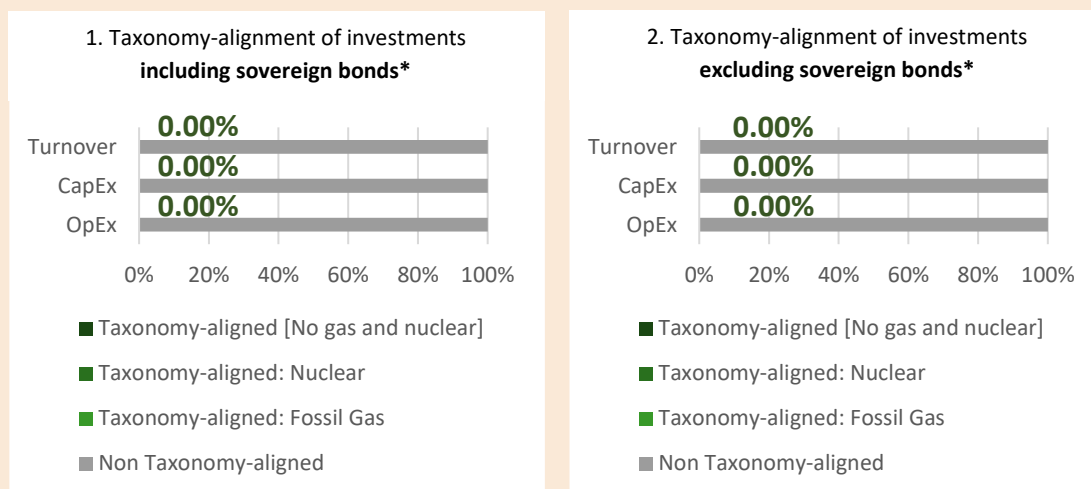 1. Taxonomy-alignment of investments
including sovereign bonds*
0.00%
Turnover
0.00%
CapEx
0.00%
OpEx
0% 20% 40% 60% 80% 100%
Taxonomy-aligned [No gas and nuclear]
Taxonomy-aligned: Nuclear
Taxonomy-aligned: Fossil Gas
Non Taxonomy-aligned
2. Taxonomy-alignment of investments
excluding sovereign bonds*
0.00%
Turnover
0.00%
CapEx
0.00%
OpEx
0% 20% 40% 60% 80% 100%
Taxonomy-aligned [No gas and nuclear]
Taxonomy-aligned: Nuclear
Taxonomy-aligned: Fossil Gas
Non Taxonomy-aligned